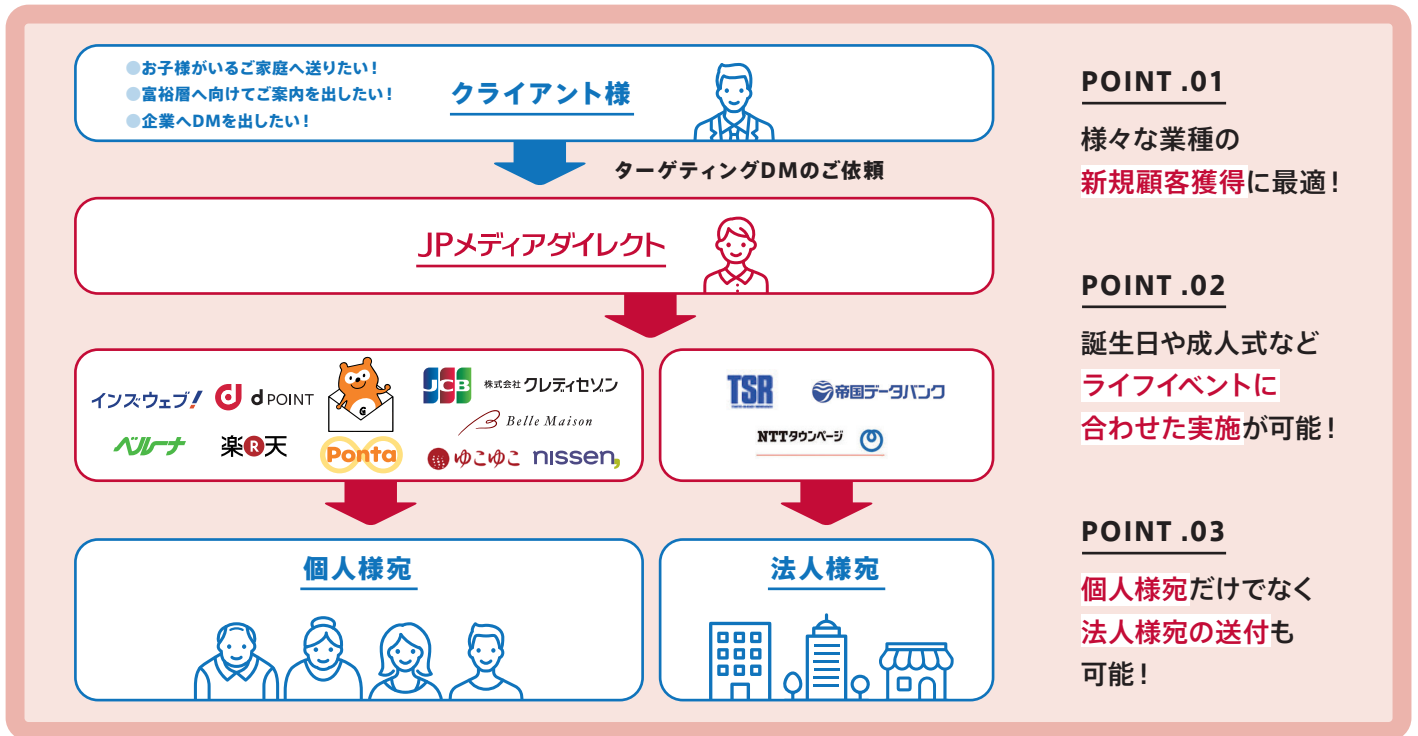 ●お子様がいるご家庭へ送りたい！
●富裕層へ向けてご案内を出したい！
●企業へDMを出したい！
クライアント様
ターゲティングDMのご依頼
JPメディアダイレクト
インズウェブ！
d POINT
G
JCB
株式会社クレディセゾン
Belle Maison
ベルーナ
楽R天
Ponta
ゆこゆこ
nissen,
TSR
帝国データバンク
NTTタウンページ
個人様宛
法人様宛
POINT .01
様々な業種の
新規顧客獲得に最適！
POINT .02
誕生日や成人式など
ライフイベントに
合わせた実施が可能！
POINT .03
個人様宛だけでなく
法人様宛の送付も
可能！